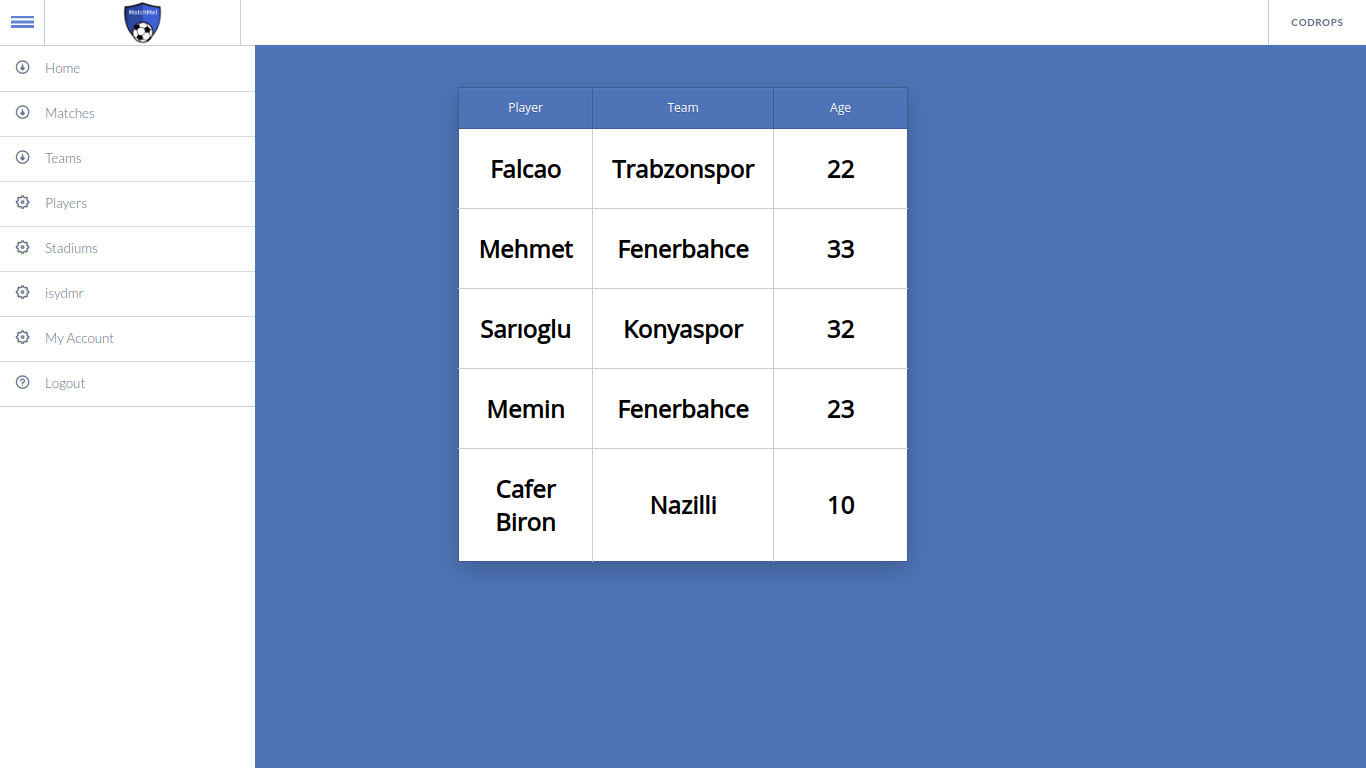 MatchMe!
CODROPS
Home
Matches
Teams
Players
Stadiums
isydmr
My Account
Logout
Player Team Age
Falcao Trabzonspor 22
Mehmet Fenerbahce 33
Sarıoglu Konyaspor 32
Memin Fenerbahce 23
Cafer
Biron Nazilli 10